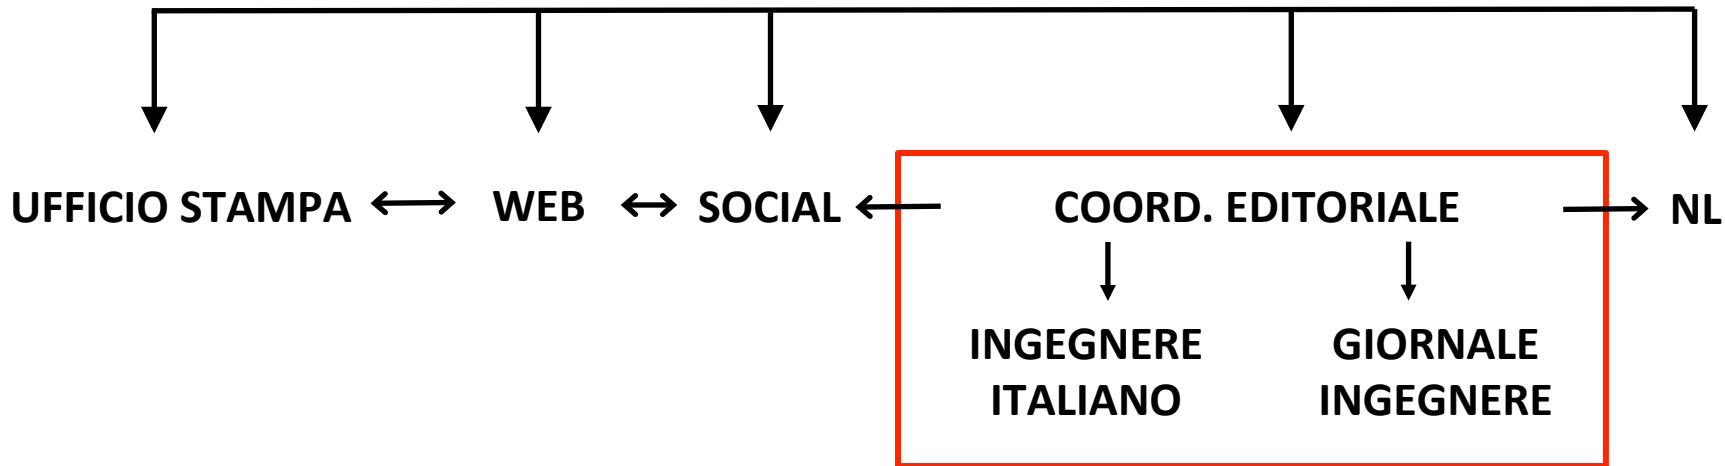 UFFICIO STAMPA WEB SOCIAL COORD. EDITORIALE NL
INGEGNERE GIORNALE
ITALIANO INGEGNERE